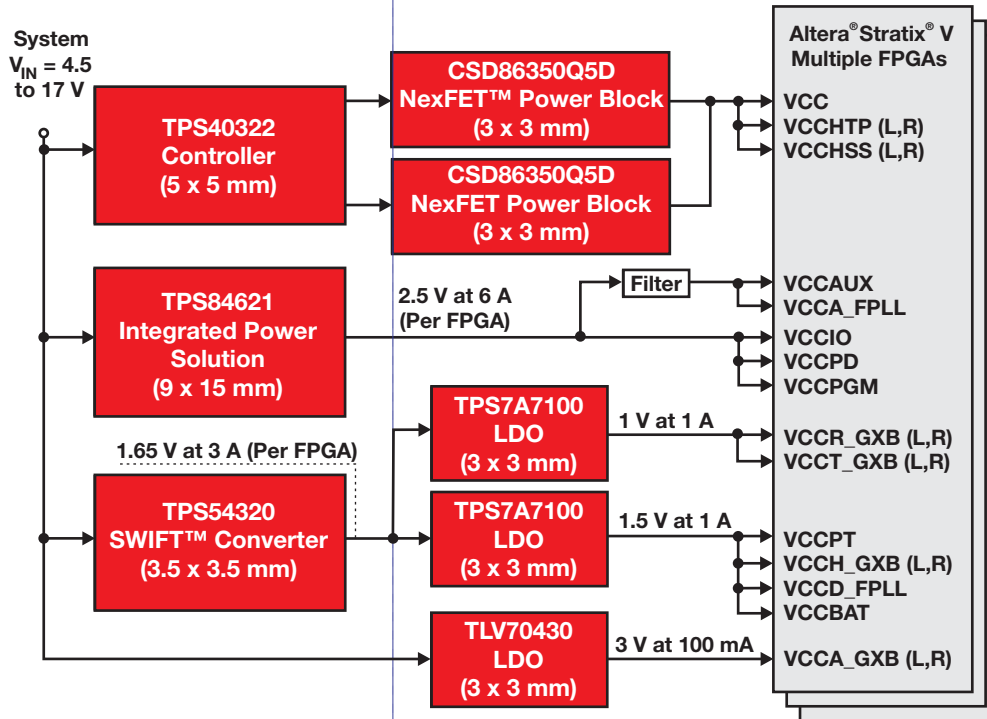 System
VIN = 4.5
to 17 V
TPS40322
Controller
(5 x 5 mm)
CSD86350Q5D
NexFET™ Power Block
(3 x 3 mm)
CSD86350Q5D
NexFET Power Block
(3 x 3 mm)
Altera® Stratix® V
Multiple FPGAs
VCC
VCCHTP (L,R)
VCCHSS (L,R)
TPS84621
Integrated Power
Solution
(9 x 15 mm)
2.5 V at 6 A
(Per FPGA)
Filter
VCCAUX
VCCA_FPLL
VCCIO
VCCPD
VCCPGM
1.65 V at 3 A (Per FPGA)
TPS54320
SWIFT™ Converter
(3.5 x 3.5 mm)
TPS7A7100
LDO
(3 x 3 mm)
1 V at 1 A
VCCR_GXB (L,R)
VCCT_GXB (L,R)
TPS7A7100
LDO
(3 x 3 mm)
1.5 V at 1 A
VCCPT
VCCH_GXB (L,R)
VCCD_FPLL
VCCBAT
TLV70430
LDO
(3 x 3 mm)
3 V at 100 mA
VCCA_GXB (L,R)